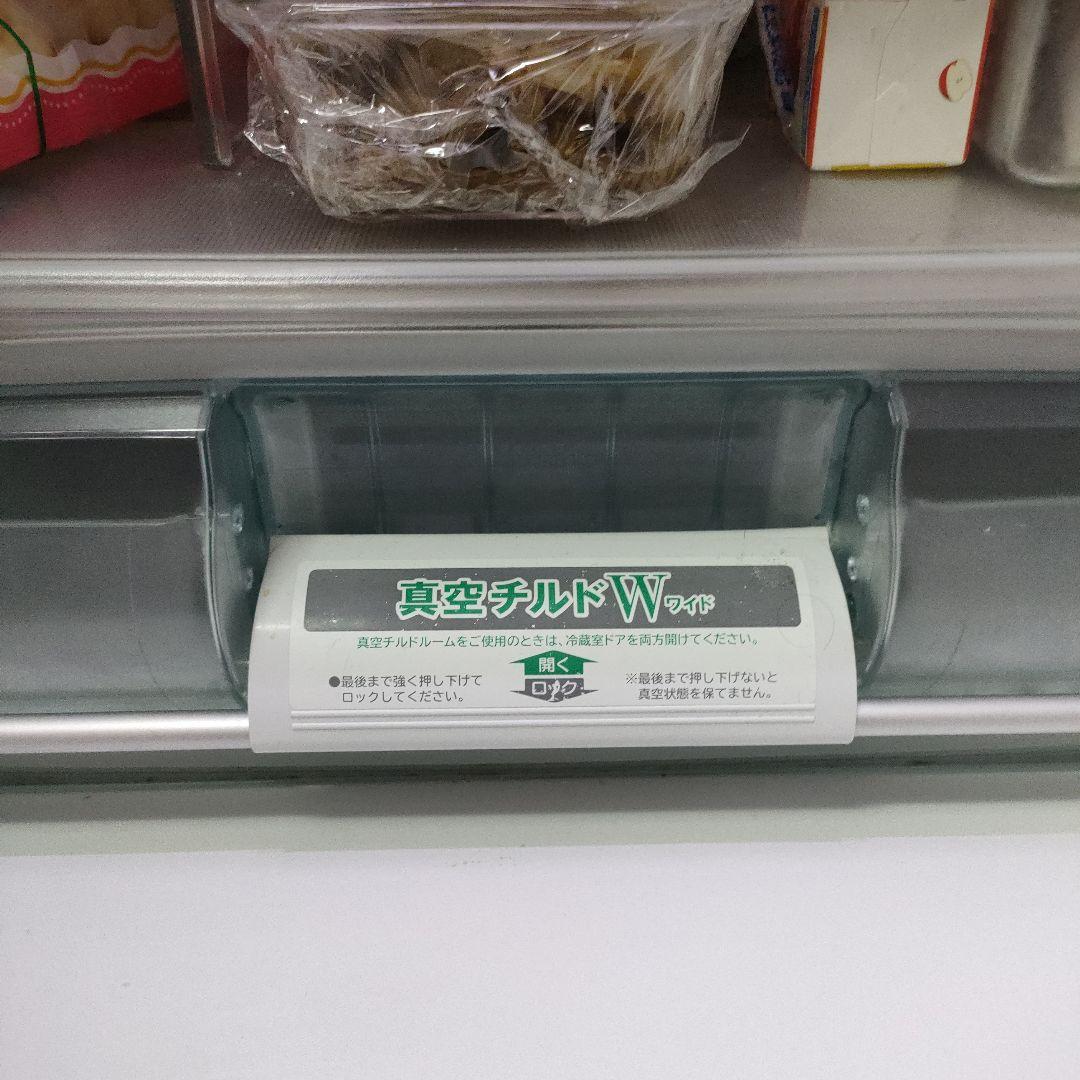 真空チルドWワイド
真空チルドルームをご使用のときは、冷蔵室ドアを両方開けてください。
開く
ロック
●最後まで強く押し下げて
ロックしてください。
※最後まで押し下げないと
真空状態を保てません。